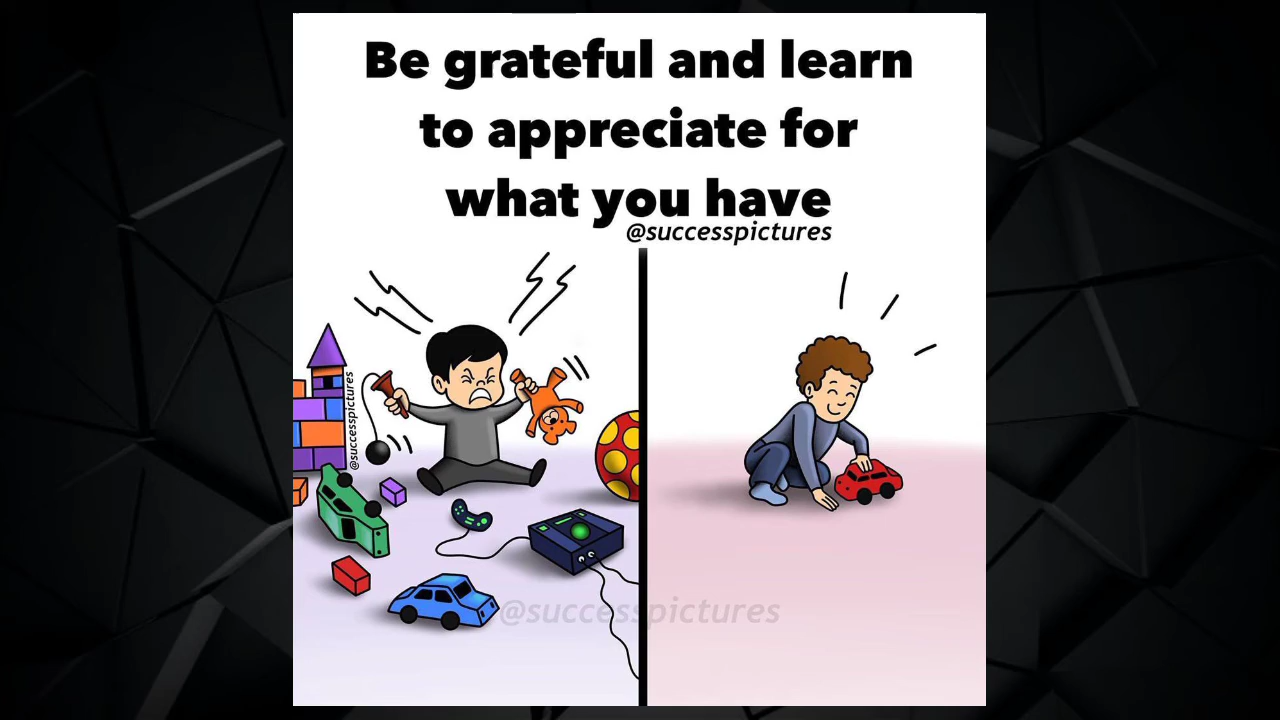 Be grateful and learn
to appreciate for
what you have
@successpictures
@successpictures
@successpictures